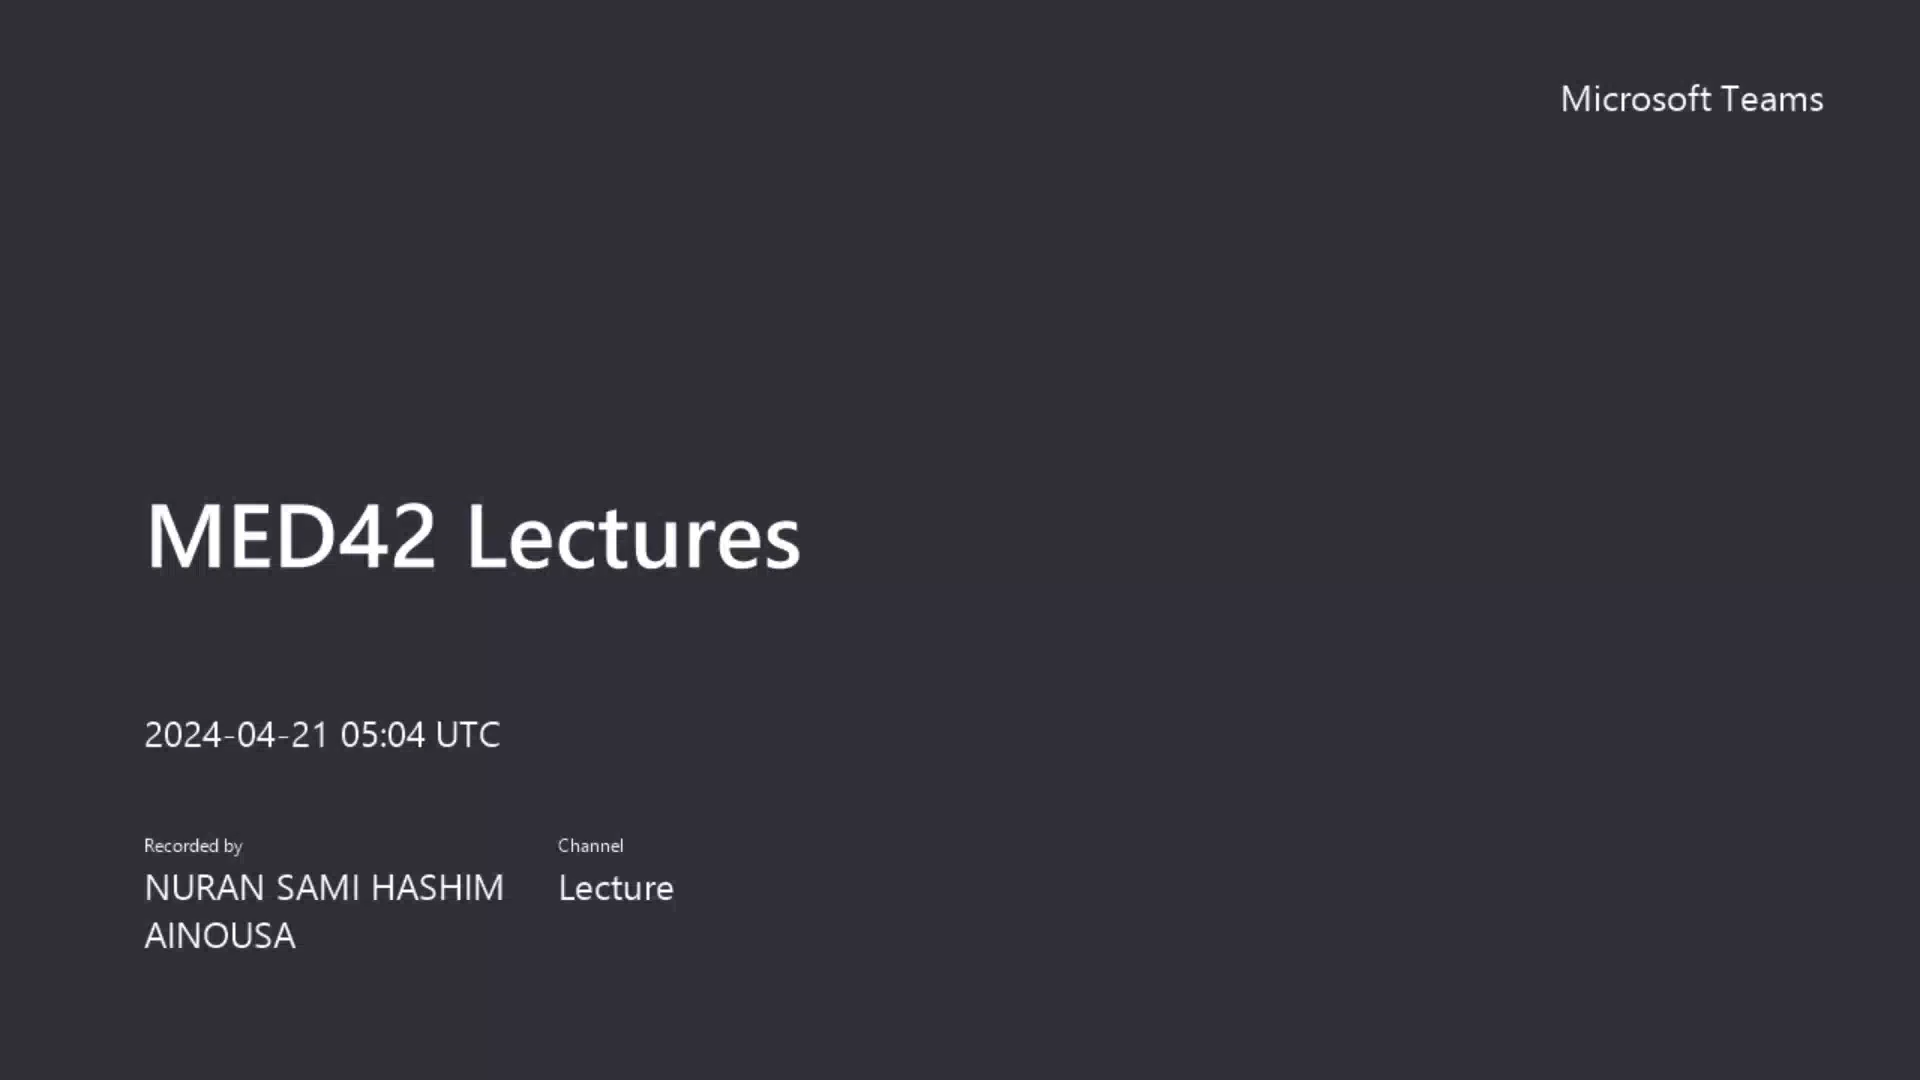 Microsoft Teams
MED42 Lectures
2024-04-21 05:04 UTC
Recorded by
NURAN SAMI HASHIM
AINOUSA
Channel
Lecture